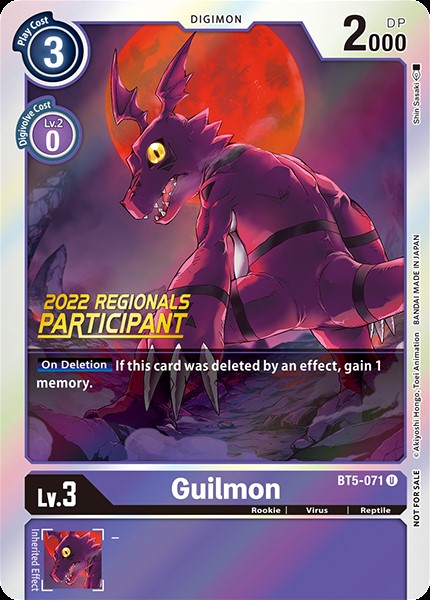 Play Cost
3
DIGIMON
DP
2000
Digivolve Cost
Lv.2
0
Shin Sasaki
© Akiyoshi Hongo, Toei Animation BANDAI MADE IN JAPAN
2022 REGIONALS
PARTICIPANT
On Deletion If this card was deleted by an effect, gain 1
memory.
Lv.3
Guilmon
BT5-071 U
Rookie | Virus | Reptile
NOT FOR SALE
Inherited Effect
–